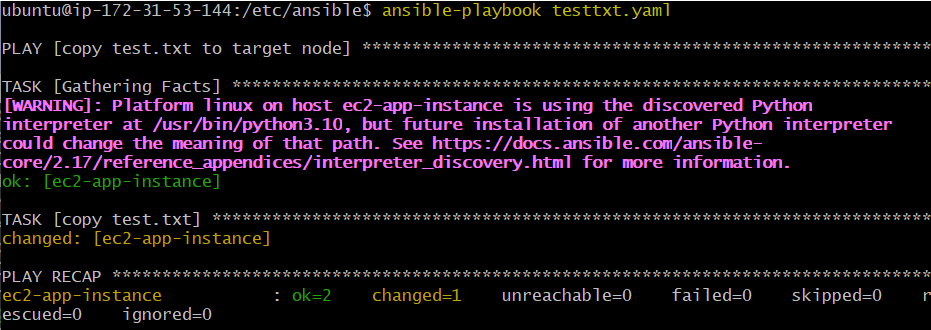 ubuntu@ip-172-31-53-144:/etc/ansible$ ansible-playbook testtxt.yaml
PLAY [copy test.txt to target node] *********************************************************
TASK [Gathering Facts] *************************************************************************
[WARNING]: Platform linux on host ec2-app-instance is using the discovered Python
interpreter at /usr/bin/python3.10, but future installation of another Python interpreter
could change the meaning of that path. See https://docs.ansible.com/ansible-
core/2.17/reference_appendices/interpreter_discovery.html for more information.
ok: [ec2-app-instance]
TASK [copy test.txt] ***************************************************************************
changed: [ec2-app-instance]
PLAY RECAP ***************************************************************************************
ec2-app-instance : ok=2 changed=1 unreachable=0 failed=0 skipped=0 r
escued=0 ignored=0